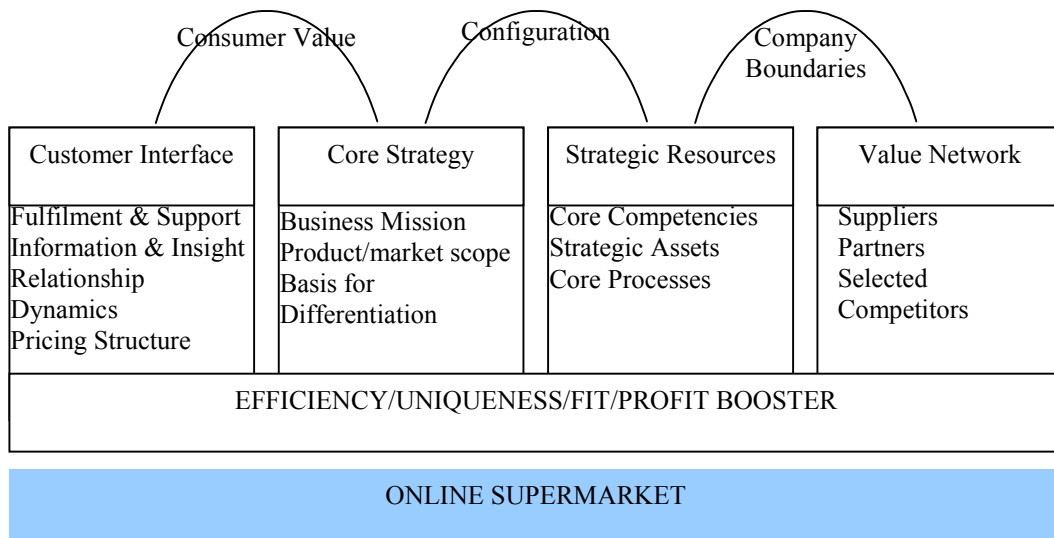 Consumer Value
Configuration
Company
Boundaries
Customer Interface
Fulfilment & Support
Information & Insight
Relationship
Dynamics
Pricing Structure
Core Strategy
Business Mission
Product/market scope
Basis for
Differentiation
Strategic Resources
Core Competencies
Strategic Assets
Core Processes
Value Network
Suppliers
Partners
Selected
Competitors
EFFICIENCY/UNIQUENESS/FIT/PROFIT BOOSTER
ONLINE SUPERMARKET